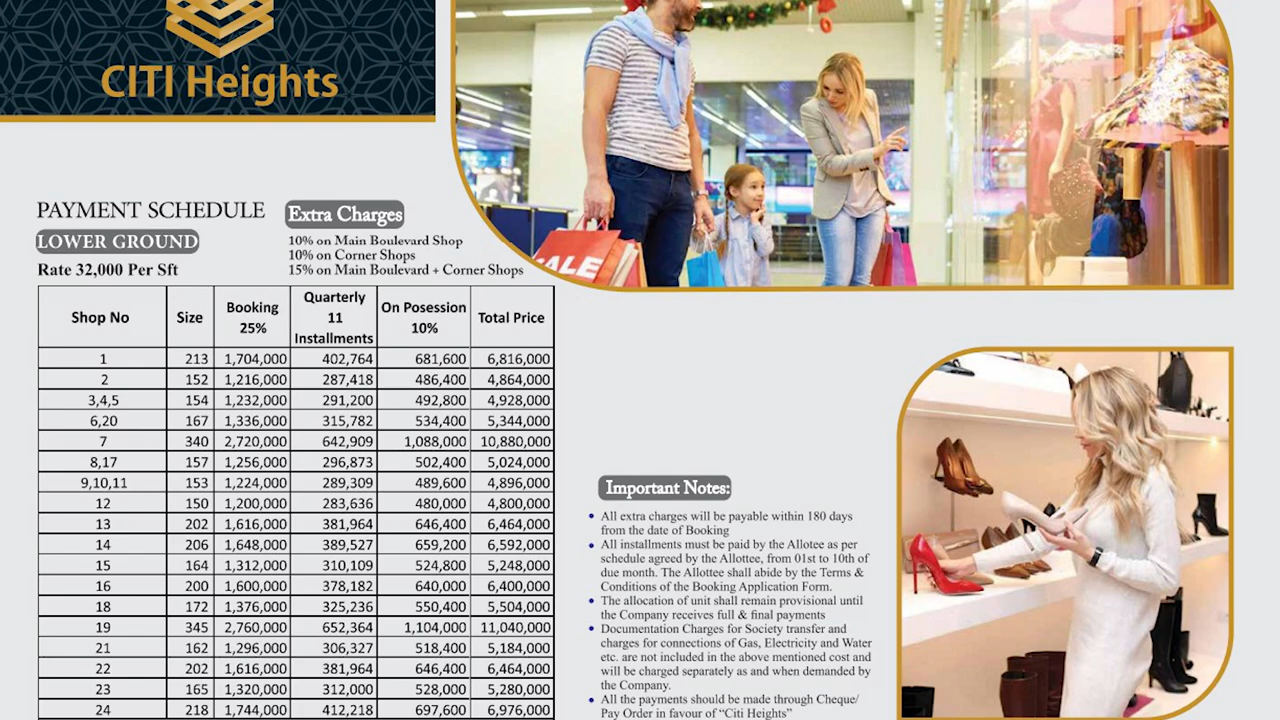 CITI Heights
PAYMENT SCHEDULE
LOWER GROUND
Rate 32,000 Per Sft
Extra Charges
10% on Main Boulevard Shop
10% on Corner Shops
15% on Main Boulevard + Corner Shops
Shop No Size Booking 25% Quarterly 11 Installments On Posession 10% Total Price
1 213 1,704,000 402,764 681,600 6,816,000
2 152 1,216,000 287,418 486,400 4,864,000
3,4,5 154 1,232,000 291,200 492,800 4,928,000
6,20 167 1,336,000 315,782 534,400 5,344,000
7 340 2,720,000 642,909 1,088,000 10,880,000
8,17 157 1,256,000 296,873 502,400 5,024,000
9,10,11 153 1,224,000 289,309 489,600 4,896,000
12 150 1,200,000 283,636 480,000 4,800,000
13 202 1,616,000 381,964 646,400 6,464,000
14 206 1,648,000 389,527 659,200 6,592,000
15 164 1,312,000 310,109 524,800 5,248,000
16 200 1,600,000 378,182 640,000 6,400,000
18 172 1,376,000 325,236 550,400 5,504,000
19 345 2,760,000 652,364 1,104,000 11,040,000
21 162 1,296,000 306,327 518,400 5,184,000
22 202 1,616,000 381,964 646,400 6,464,000
23 165 1,320,000 312,000 528,000 5,280,000
24 218 1,744,000 412,218 697,600 6,976,000
Important Notes:
• All extra charges will be payable within 180 days
from the date of Booking
• All installments must be paid by the Allotee as per
schedule agreed by the Allottee, from 01st to 10th of
due month. The Allottee shall abide by the Terms &
Conditions of the Booking Application Form.
• The allocation of unit shall remain provisional until
the Company receives full & final payments
• Documentation Charges for Society transfer and
charges for connections of Gas, Electricity and Water
etc. are not included in the above mentioned cost and
will be charged separately as and when demanded by
the Company.
• All the payments should be made through Cheque/
Pay Order in favour of “Citi Heights”
SALE